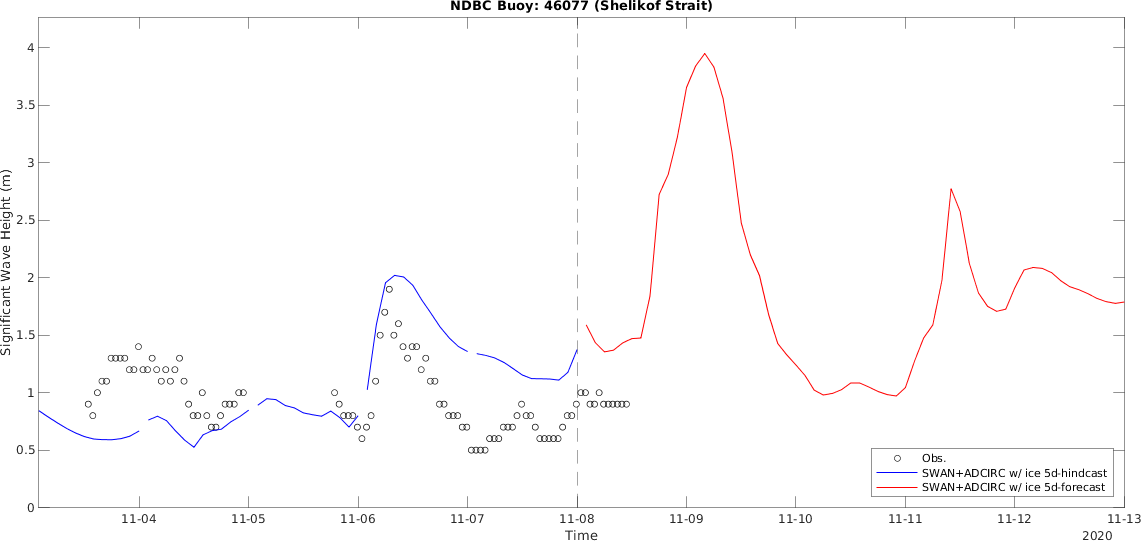 NDBC Buoy: 46077 (Shelikof Strait)
4
3.5
3
2.5
2
1.5
1
0.5
0
Significant Wave Height (m)
Obs.
SWAN+ADCIRC w/ ice 5d-hindcast
SWAN+ADCIRC w/ ice 5d-forecast
11-04 11-05 11-06 11-07 11-08 11-09 11-10 11-11 11-12 11-13
Time
2020